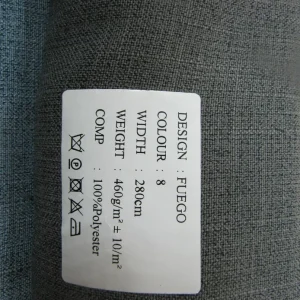 DESIGN : FUEGO
COLOUR : 8
WIDTH : 280cm
WEIGHT : 460g/m² ± 10/m²
COMP : 100%Polyester